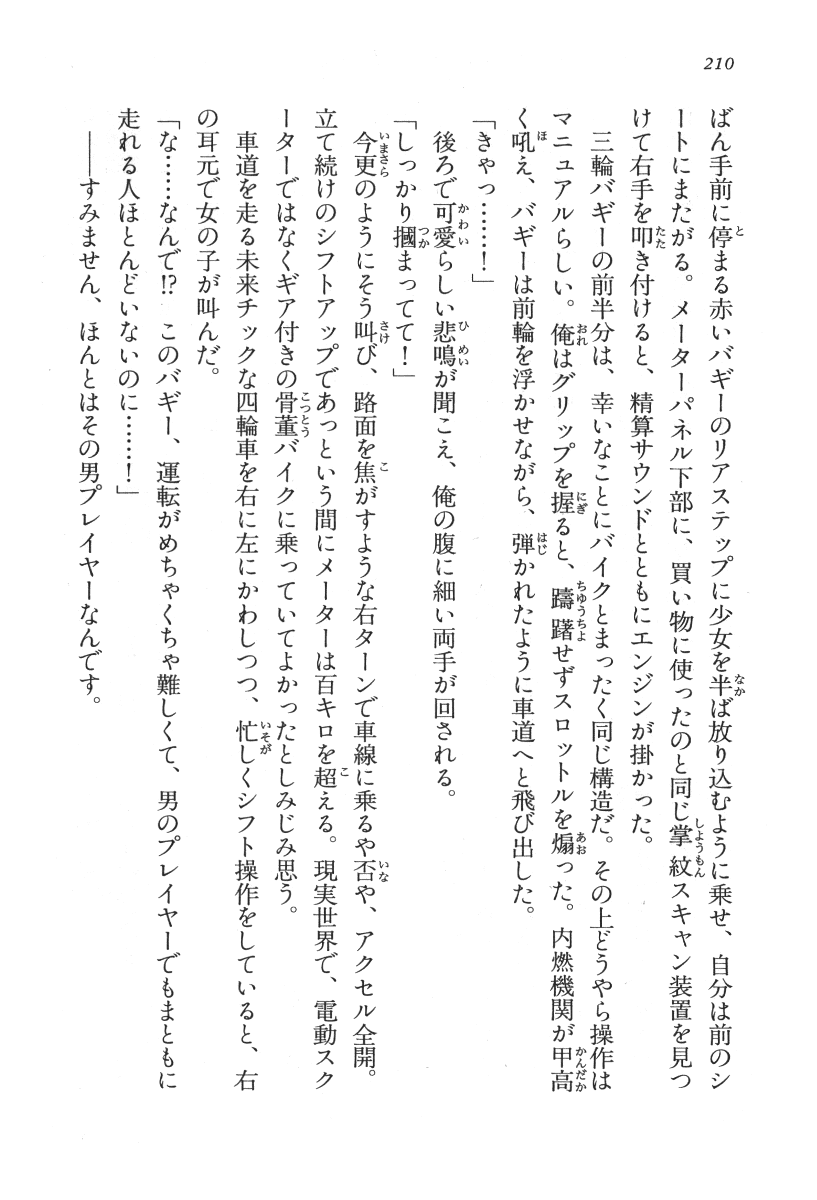 210
ばん手前に停まる赤いバギーのリアステップに少女を半ば放り込むように乗せ、自分は前のシ
ートにまたがる。メーターパネル下部に、買い物に使ったのと同じ掌紋スキャン装置を見つ
けて右手を叩き付けると、精算サウンドとともにエンジンが掛かった。
三輪バギーの前半分は、幸いなことにバイクとまったく同じ構造だ。その上どうやら操作は
マニュアルらしい。俺はグリップを握ると、躊躇せずスロットルを煽った。内燃機関が甲高
く吼え、バギーは前輪を浮かせながら、弾かれたように車道へと飛び出した。
「きゃっ……！」
後ろで可愛らしい悲鳴が聞こえ、俺の腹に細い両手が回される。
「しっかり摑まってて！」
今更のようにそう叫び、路面を焦がすような右ターンで車線に乗るや否や、アクセル全開。
立て続けのシフトアップであっという間にメーターは百キロを超える。現実世界で、電動スク
ーターではなくギア付きの骨董バイクに乗っていてよかったとしみじみ思う。
車道を走る未来チックな四輪車を右に左にかわしつつ、忙しくシフト操作をしていると、右
の耳元で女の子が叫んだ。
「な……なんで!?　このバギー、運転がめちゃくちゃ難しくて、男のプレイヤーでもまともに
走れる人ほとんどいないのに……！」
――すみません、ほんとはその男プレイヤーなんです。